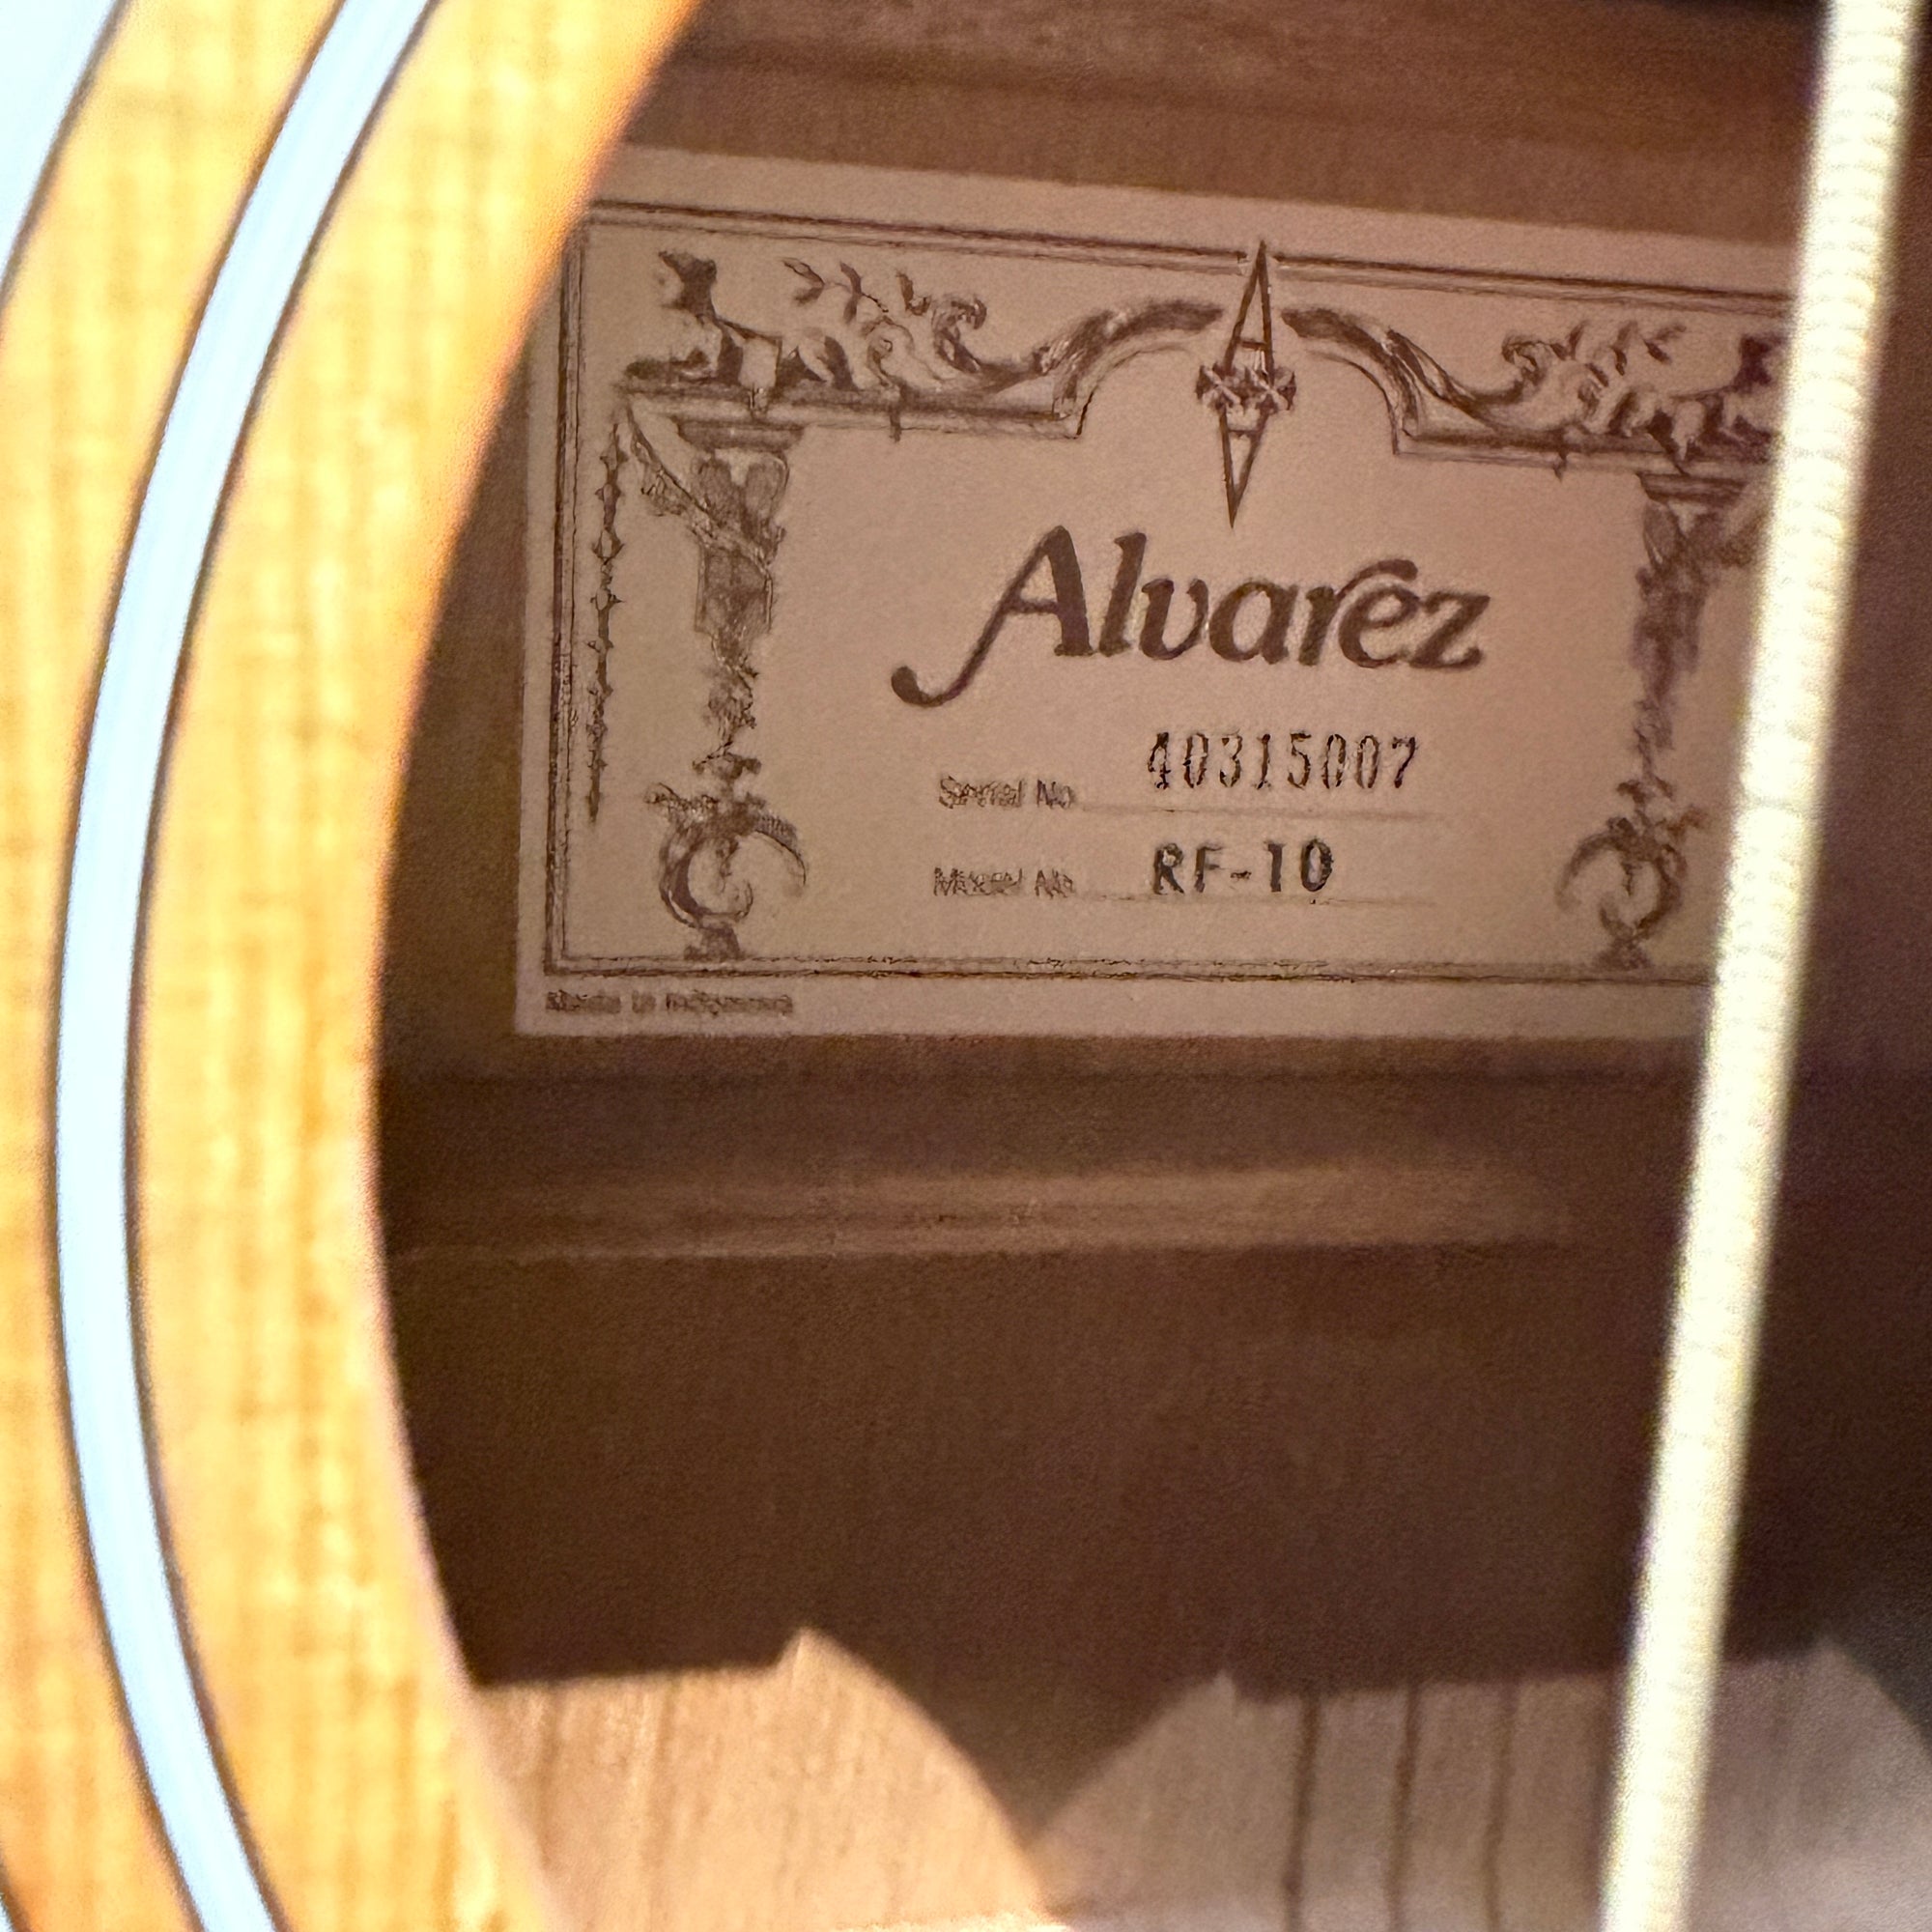 Alvarez
Serial No. 40315007
Model No. RF-10
Made in Indonesia